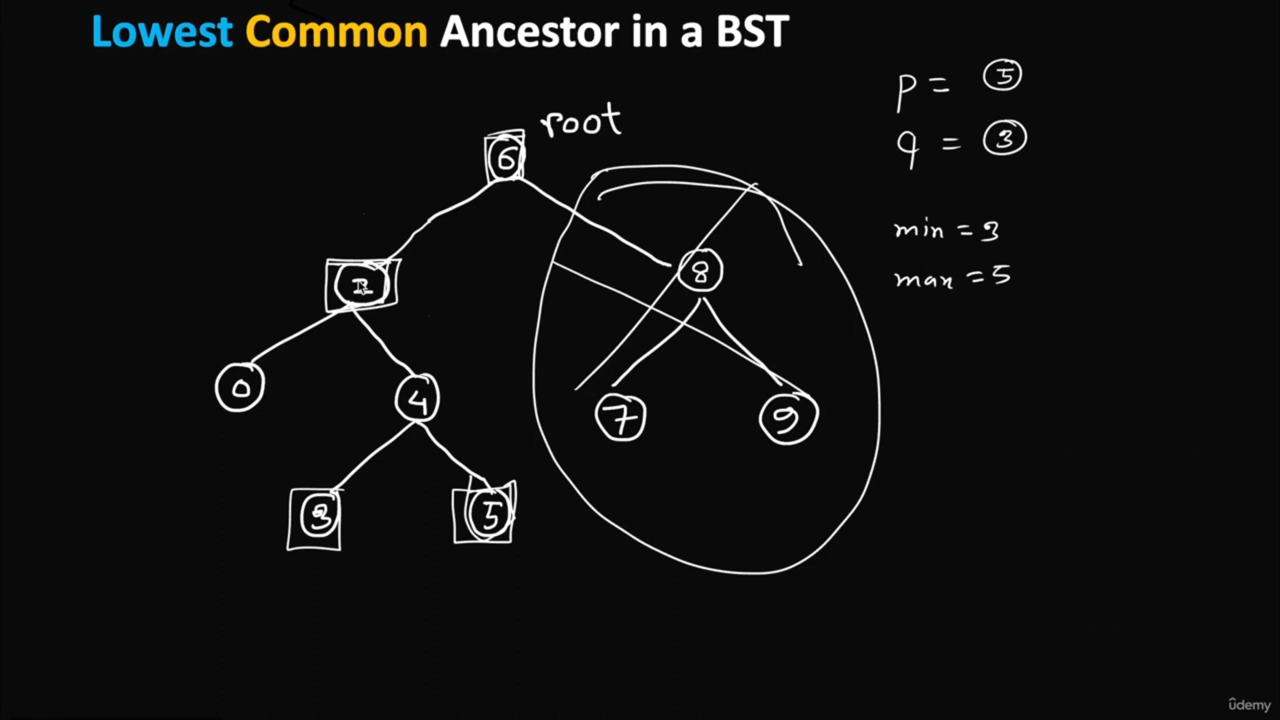 Lowest Common Ancestor in a BST
p = 5
q = 3
root
6
min = 3
8
max = 5
0
4
7
9
3
5
ûdemy